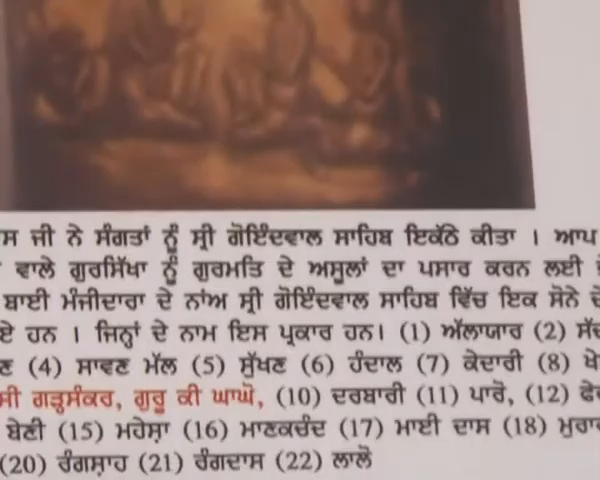 ਸ ਜੀ ਨੇ ਸੰਗਤਾਂ ਨੂੰ ਸ੍ਰੀ ਗੋਇੰਦਵਾਲ ਸਾਹਿਬ ਇਕੱਠੇ ਕੀਤਾ । ਆਪ
ਵਾਲੇ ਗੁਰਸਿੱਖਾ ਨੂੰ ਗੁਰਮਤਿ ਦੇ ਅਸੂਲਾਂ ਦਾ ਪਸਾਰ ਕਰਨ ਲਈ
ਬਾਈ ਮੰਜੀਦਾਰਾ ਦੇ ਨਾਂਅ ਸ੍ਰੀ ਗੋਇੰਦਵਾਲ ਸਾਹਿਬ ਵਿੱਚ ਇਕ ਸੋਨੇ ਦੇ
ਏ ਹਨ । ਜਿਨ੍ਹਾਂ ਦੇ ਨਾਮ ਇਸ ਪ੍ਰਕਾਰ ਹਨ। (1) ਅੱਲਾਯਾਰ (2)
ਣ (4) ਸਾਵਣ ਮੱਲ (5) ਸੁੱਖਣ (6) ਹੰਦਾਲ (7) ਕੇਦਾਰੀ (8)
ਸੀ ਗੜ੍ਹਸੰਕਰ, ਗੁਰੂ ਕੀ ਘਾਘੋ, (10) ਦਰਬਾਰੀ (11) ਪਾਰੋ, (12) ਫੇਰ
ਬੇਣੀ (15) ਮਹੇਸ਼ਾ (16) ਮਾਣਕਚੰਦ (17) ਮਾਈ ਦਾਸ (18) ਮੁਰਾਰ
(20) ਰੰਗਸ਼ਾਹ (21) ਰੰਗਦਾਸ (22) ਲਾਲੋ